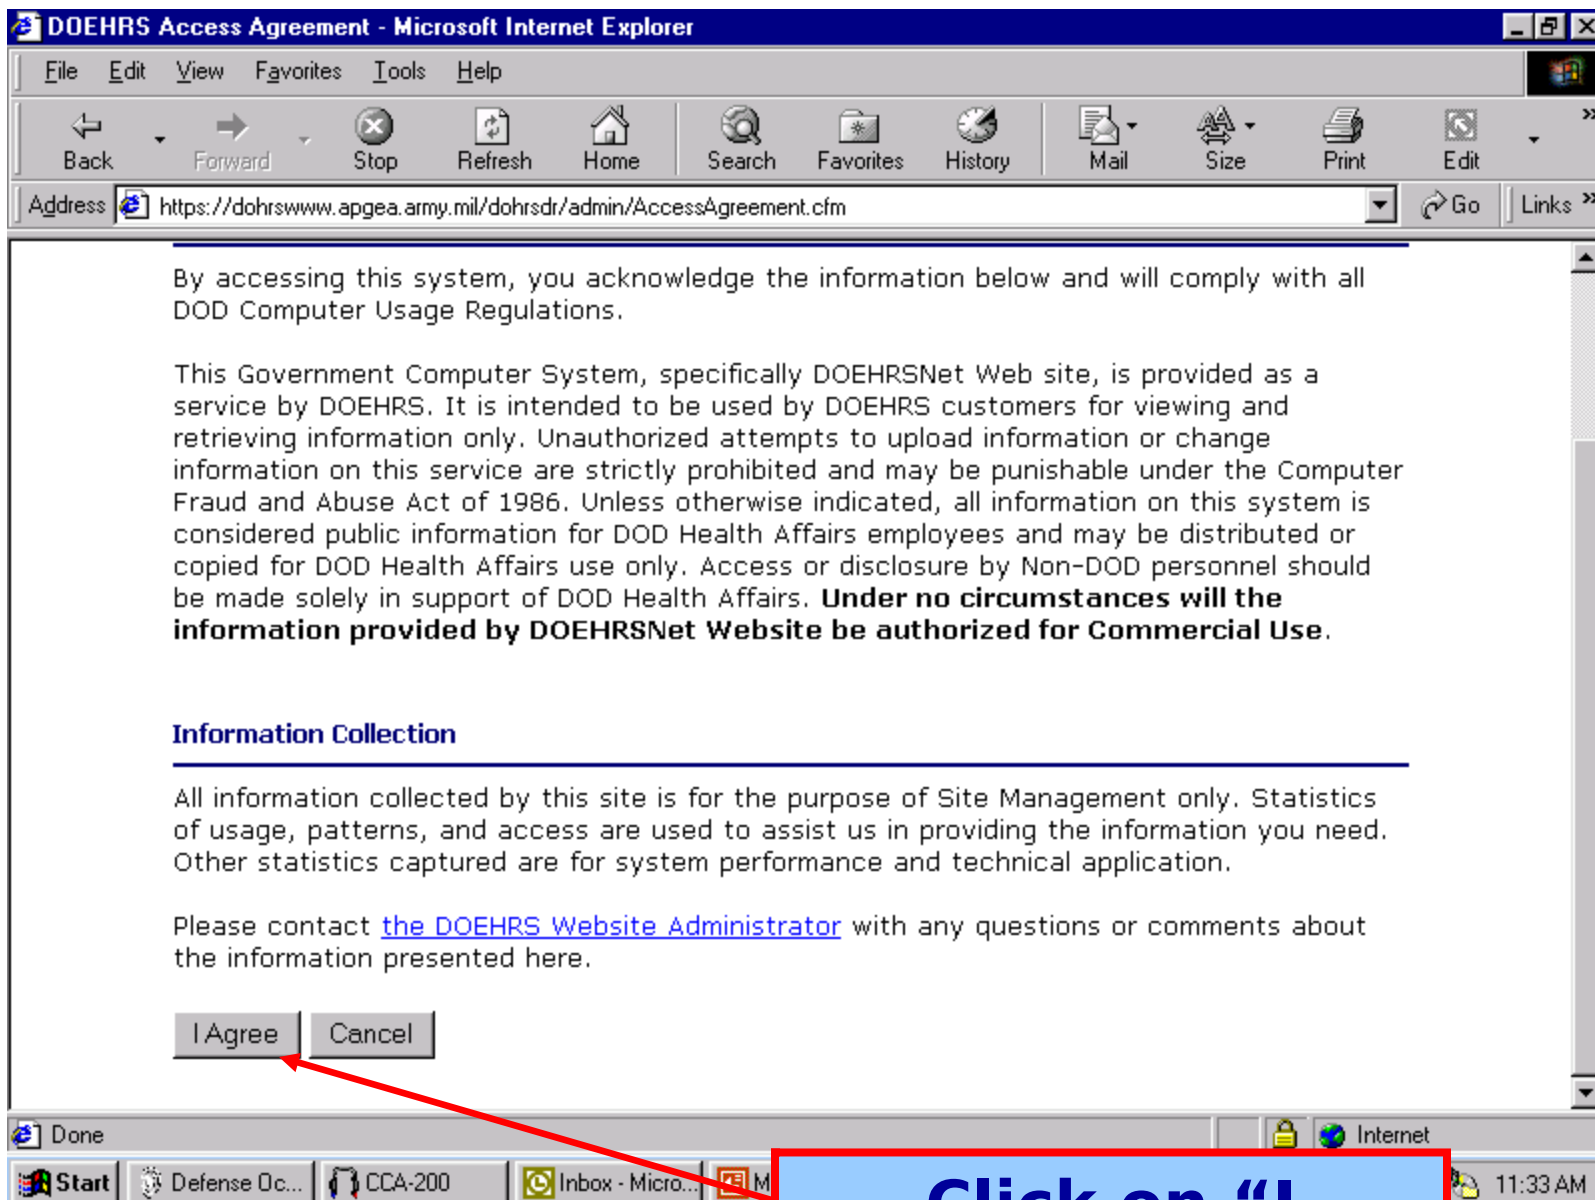 DOEHRS Access Agreement - Microsoft Internet Explorer
File Edit View Favorites Tools Help
Back Forward Stop Refresh Home Search Favorites History Mail Size Print Edit »
Address https://dohrswww.apgea.army.mil/dohrsdr/admin/AccessAgreement.cfm Go Links »
By accessing this system, you acknowledge the information below and will comply with all
DOD Computer Usage Regulations.
This Government Computer System, specifically DOEHRSNet Web site, is provided as a
service by DOEHRS. It is intended to be used by DOEHRS customers for viewing and
retrieving information only. Unauthorized attempts to upload information or change
information on this service are strictly prohibited and may be punishable under the Computer
Fraud and Abuse Act of 1986. Unless otherwise indicated, all information on this system is
considered public information for DOD Health Affairs employees and may be distributed or
copied for DOD Health Affairs use only. Access or disclosure by Non-DOD personnel should
be made solely in support of DOD Health Affairs. Under no circumstances will the
information provided by DOEHRSNet Website be authorized for Commercial Use.
Information Collection
All information collected by this site is for the purpose of Site Management only. Statistics
of usage, patterns, and access are used to assist us in providing the information you need.
Other statistics captured are for system performance and technical application.
Please contact the DOEHRS Website Administrator with any questions or comments about
the information presented here.
I Agree Cancel
Done Internet
Start Defense Oc... CCA-200 Inbox - Micro... M 11:33 AM
Click on “I